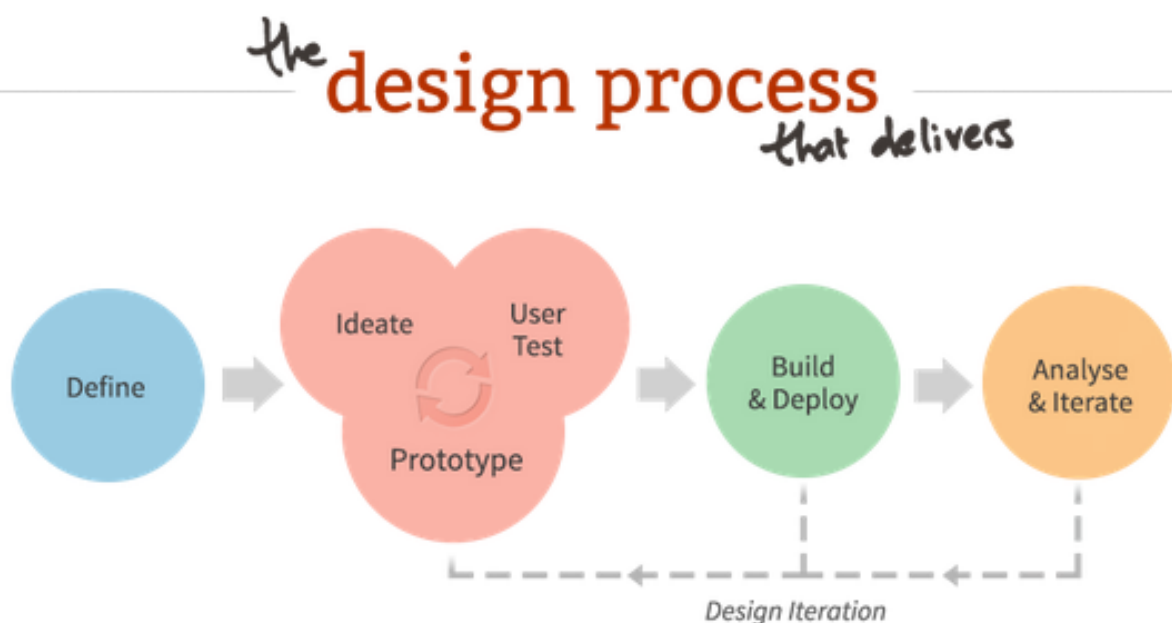 the
design process
that delivers
Define
Ideate
User
Test
Prototype
Build
& Deploy
Analyse
& Iterate
Design Iteration